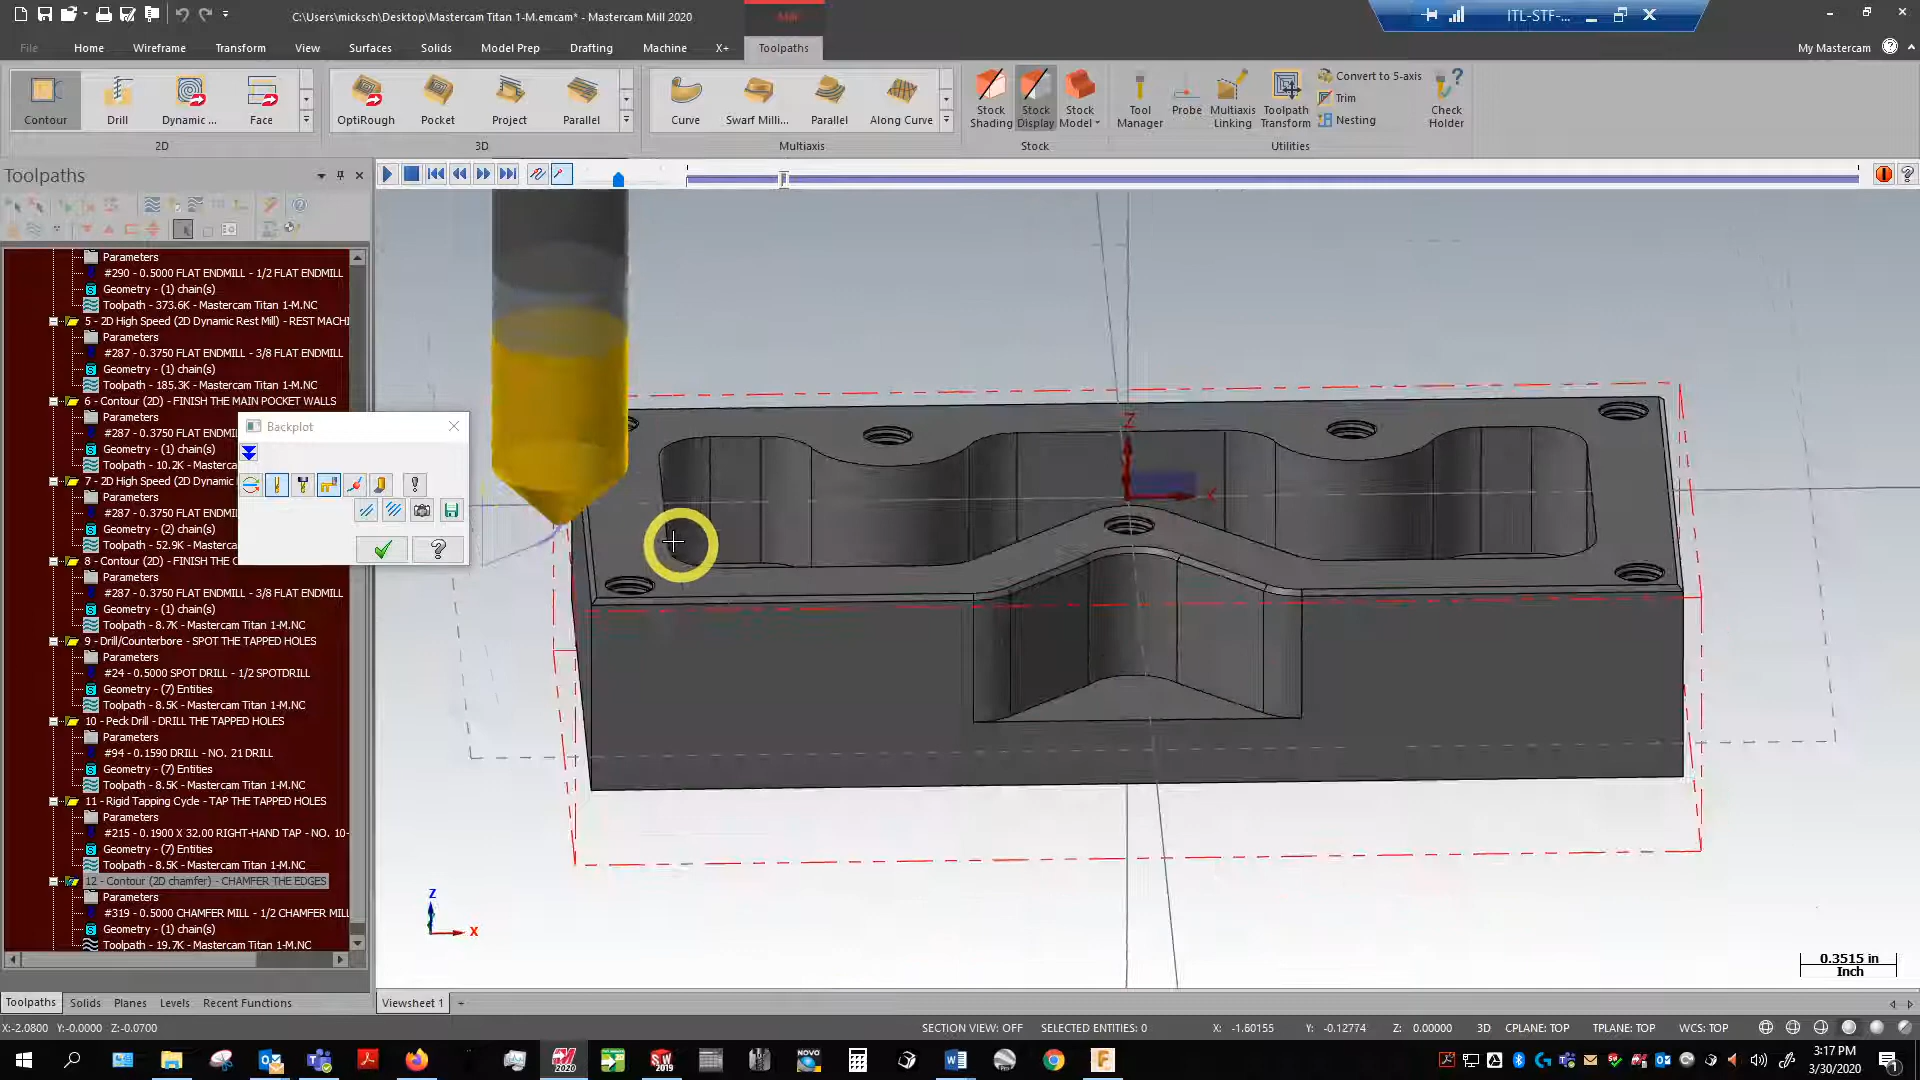 C:\Users\micksch\Desktop\Mastercam Titan 1-M.emcam* - Mastercam Mill 2020
Mill
ITL-STF-
File
Home
Wireframe
Transform
View
Surfaces
Solids
Model Prep
Drafting
Machine
X+
Toolpaths
My Mastercam
Contour
Drill
Dynamic ...
Face
2D
OptiRough
Pocket
Project
Parallel
3D
Curve
Swarf Milli...
Parallel
Along Curve
Multiaxis
Stock Shading
Stock Display
Stock Model
Stock
Tool Manager
Probe
Multiaxis Linking
Toolpath Transform
Convert to 5-axis
Trim
Nesting
Check Holder
Utilities
Toolpaths
Parameters
#290 - 0.5000 FLAT ENDMILL - 1/2 FLAT ENDMILL
Geometry - (1) chain(s)
Toolpath - 373.6K - Mastercam Titan 1-M.NC
5 - 2D High Speed (2D Dynamic Rest Mill) - REST MACHI
Parameters
#287 - 0.3750 FLAT ENDMILL - 3/8 FLAT ENDMILL
Geometry - (1) chain(s)
Toolpath - 185.3K - Mastercam Titan 1-M.NC
6 - Contour (2D) - FINISH THE MAIN POCKET WALLS
Parameters
#287 - 0.3750 FLAT ENDMI
Geometry - (1) chain(s)
Toolpath - 10.2K - Masterca
7 - 2D High Speed (2D Dynamic
Parameters
#287 - 0.3750 FLAT ENDMI
Geometry - (2) chain(s)
Toolpath - 52.9K - Masterca
8 - Contour (2D) - FINISH THE C
Parameters
#287 - 0.3750 FLAT ENDMILL - 3/8 FLAT ENDMILL
Geometry - (1) chain(s)
Toolpath - 8.7K - Mastercam Titan 1-M.NC
9 - Drill/Counterbore - SPOT THE TAPPED HOLES
Parameters
#24 - 0.5000 SPOT DRILL - 1/2 SPOTDRILL
Geometry - (7) Entities
Toolpath - 8.5K - Mastercam Titan 1-M.NC
10 - Peck Drill - DRILL THE TAPPED HOLES
Parameters
#94 - 0.1590 DRILL - NO. 21 DRILL
Geometry - (7) Entities
Toolpath - 8.5K - Mastercam Titan 1-M.NC
11 - Rigid Tapping Cycle - TAP THE TAPPED HOLES
Parameters
#215 - 0.1900 X 32.00 RIGHT-HAND TAP - NO. 10-
Geometry - (7) Entities
Toolpath - 8.5K - Mastercam Titan 1-M.NC
12 - Contour (2D chamfer) - CHAMFER THE EDGES
Parameters
#319 - 0.5000 CHAMFER MILL - 1/2 CHAMFER MILL
Geometry - (1) chain(s)
Toolpath - 19.7K - Mastercam Titan 1-M.NC
Backplot
Z
X
Z
X
0.3515 in
Inch
Toolpaths
Solids
Planes
Levels
Recent Functions
Viewsheet 1
+
X:-2.0800 Y:-0.0000 Z:-0.0700
SECTION VIEW: OFF
SELECTED ENTITIES: 0
X: -1.60155
Y: -0.12774
Z: 0.00000
3D
CPLANE: TOP
TPLANE: TOP
WCS: TOP
2020
SW
2019
NOVO
3:17 PM
3/30/2020